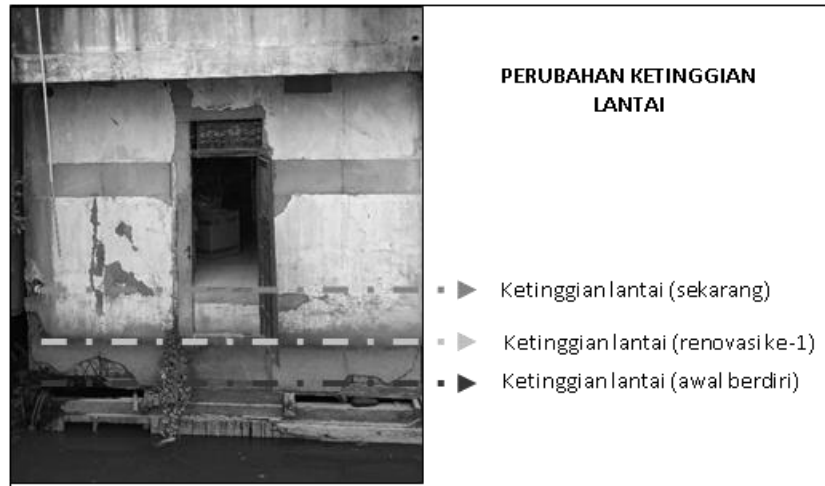 PERUBAHAN KETINGGIAN
LANTAI
Ketinggian lantai (sekarang)
Ketinggian lantai (renovasi ke-1)
Ketinggian lantai (awal berdiri)